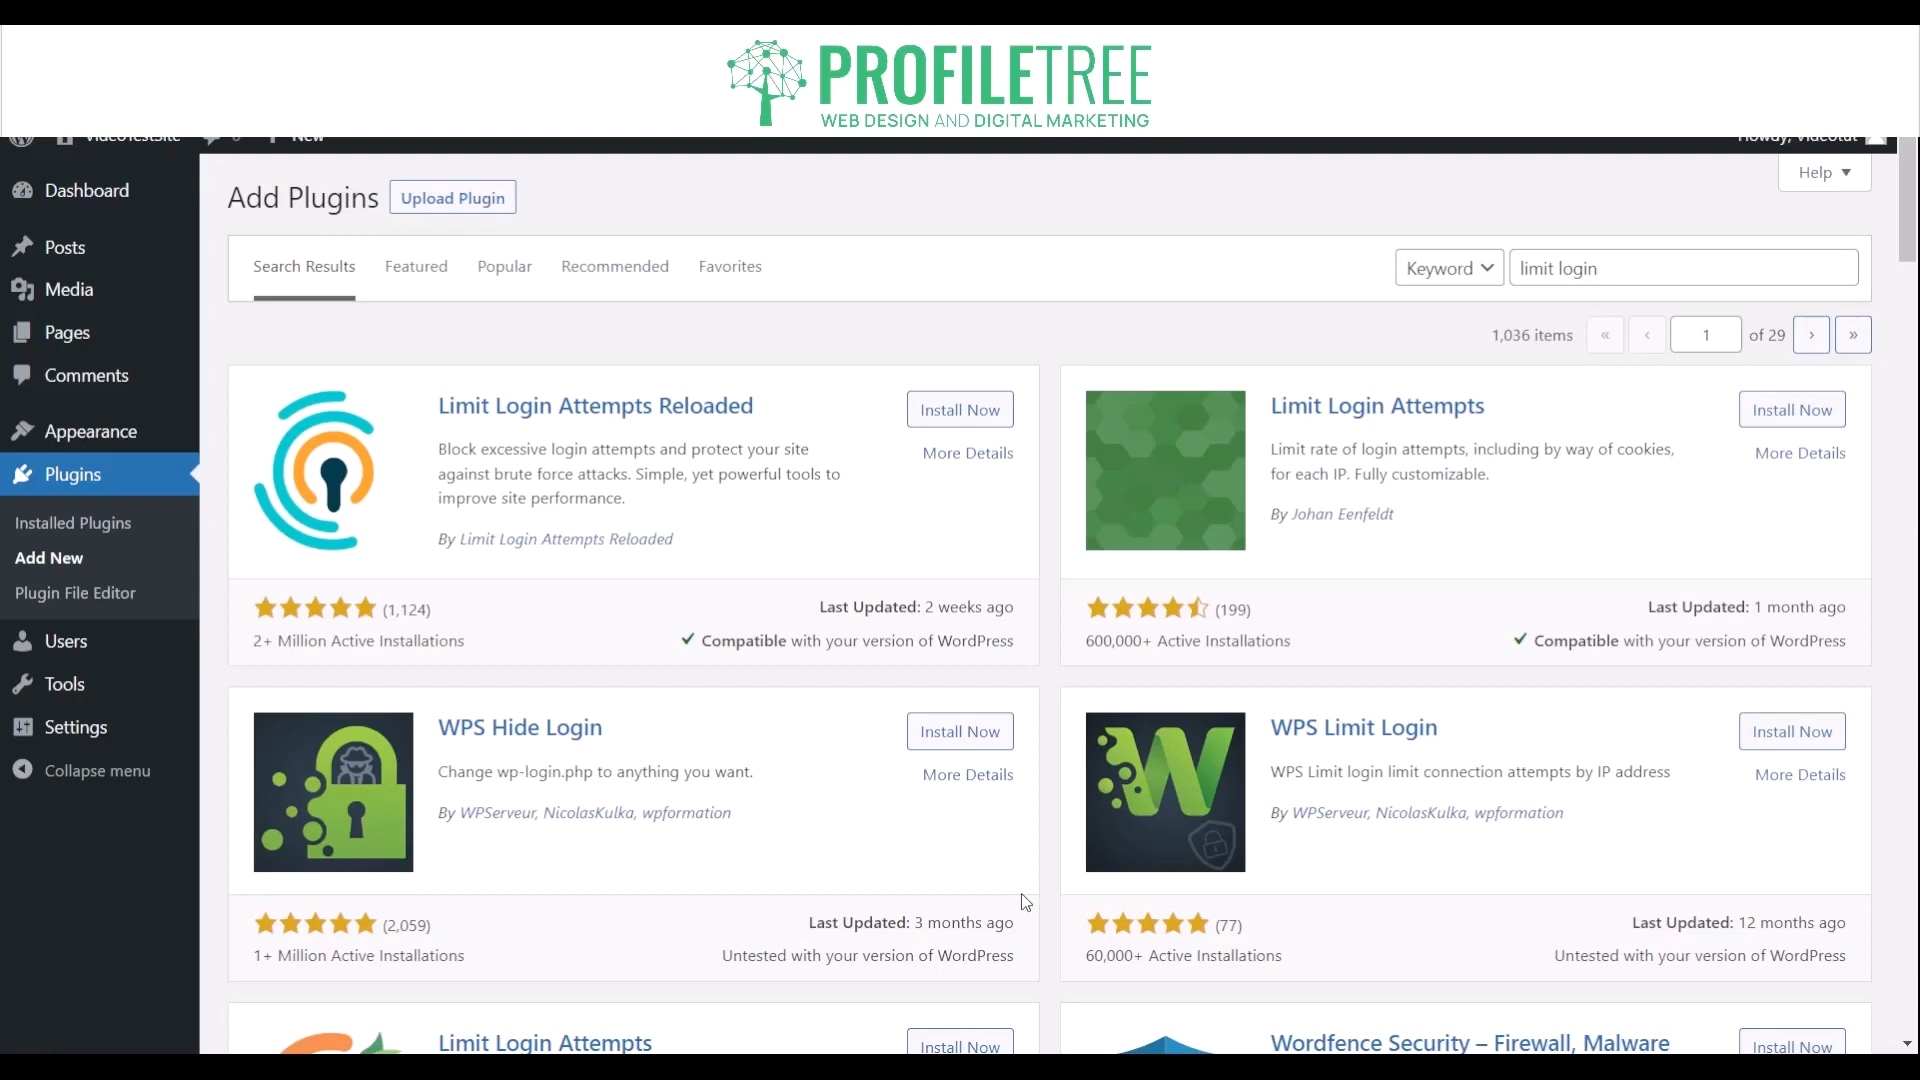 PROFILETREE
WEB DESIGN AND DIGITAL MARKETING
VideoTestSite
New
Howdy, videotut
Help
Dashboard
Posts
Media
Pages
Comments
Appearance
Plugins
Installed Plugins
Add New
Plugin File Editor
Users
Tools
Settings
Collapse menu
Add Plugins
Upload Plugin
Search Results
Featured
Popular
Recommended
Favorites
Keyword
limit login
1,036 items « ‹ 1 of 29 › »
Limit Login Attempts Reloaded
Install Now
More Details
Block excessive login attempts and protect your site
against brute force attacks. Simple, yet powerful tools to
improve site performance.
By Limit Login Attempts Reloaded
(1,124)
Last Updated: 2 weeks ago
2+ Million Active Installations
Compatible with your version of WordPress
Limit Login Attempts
Install Now
More Details
Limit rate of login attempts, including by way of cookies,
for each IP. Fully customizable.
By Johan Eenfeldt
(199)
Last Updated: 1 month ago
600,000+ Active Installations
Compatible with your version of WordPress
WPS Hide Login
Install Now
More Details
Change wp-login.php to anything you want.
By WPServeur, NicolasKulka, wpformation
(2,059)
Last Updated: 3 months ago
1+ Million Active Installations
Untested with your version of WordPress
WPS Limit Login
Install Now
More Details
WPS Limit login limit connection attempts by IP address
By WPServeur, NicolasKulka, wpformation
(77)
Last Updated: 12 months ago
60,000+ Active Installations
Untested with your version of WordPress
Limit Login Attempts
Install Now
Wordfence Security – Firewall, Malware
Install Now